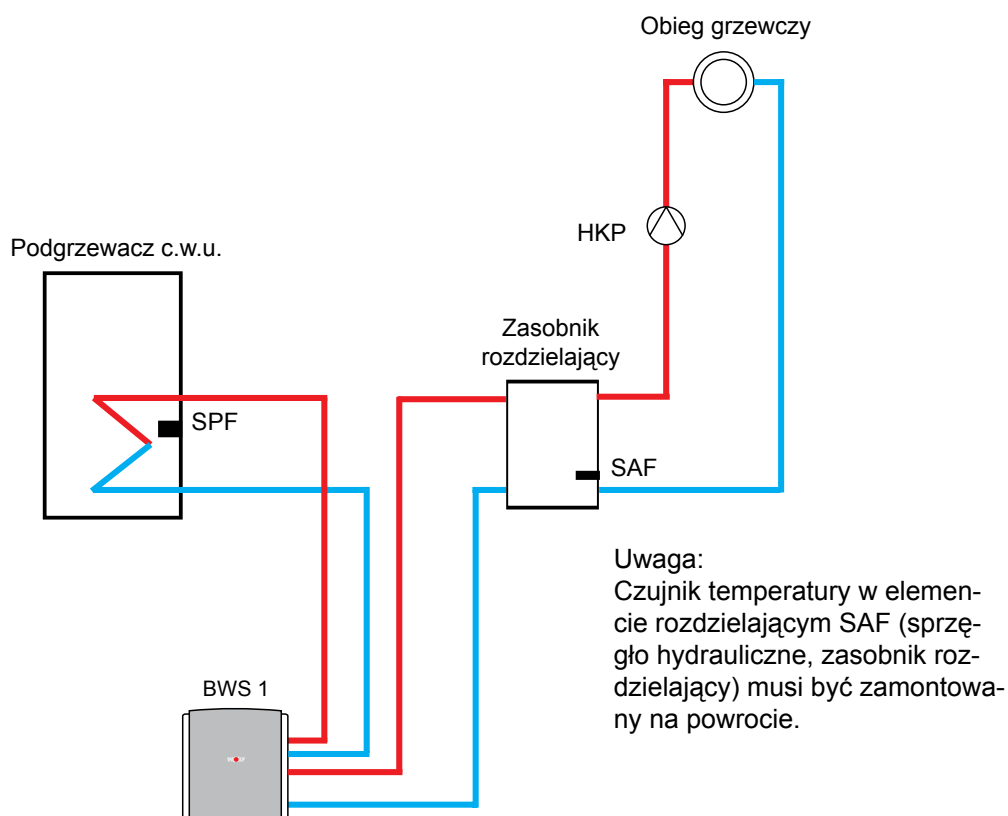 Obieg grzewczy
HKP
Podgrzewacz c.w.u.
Zasobnik
rozdzielający
SPF
SAF
Uwaga:
Czujnik temperatury w elemen-
cie rozdzielającym SAF (sprzę-
gło hydrauliczne, zasobnik roz-
dzielający) musi być zamontowa-
ny na powrocie.
BWS 1